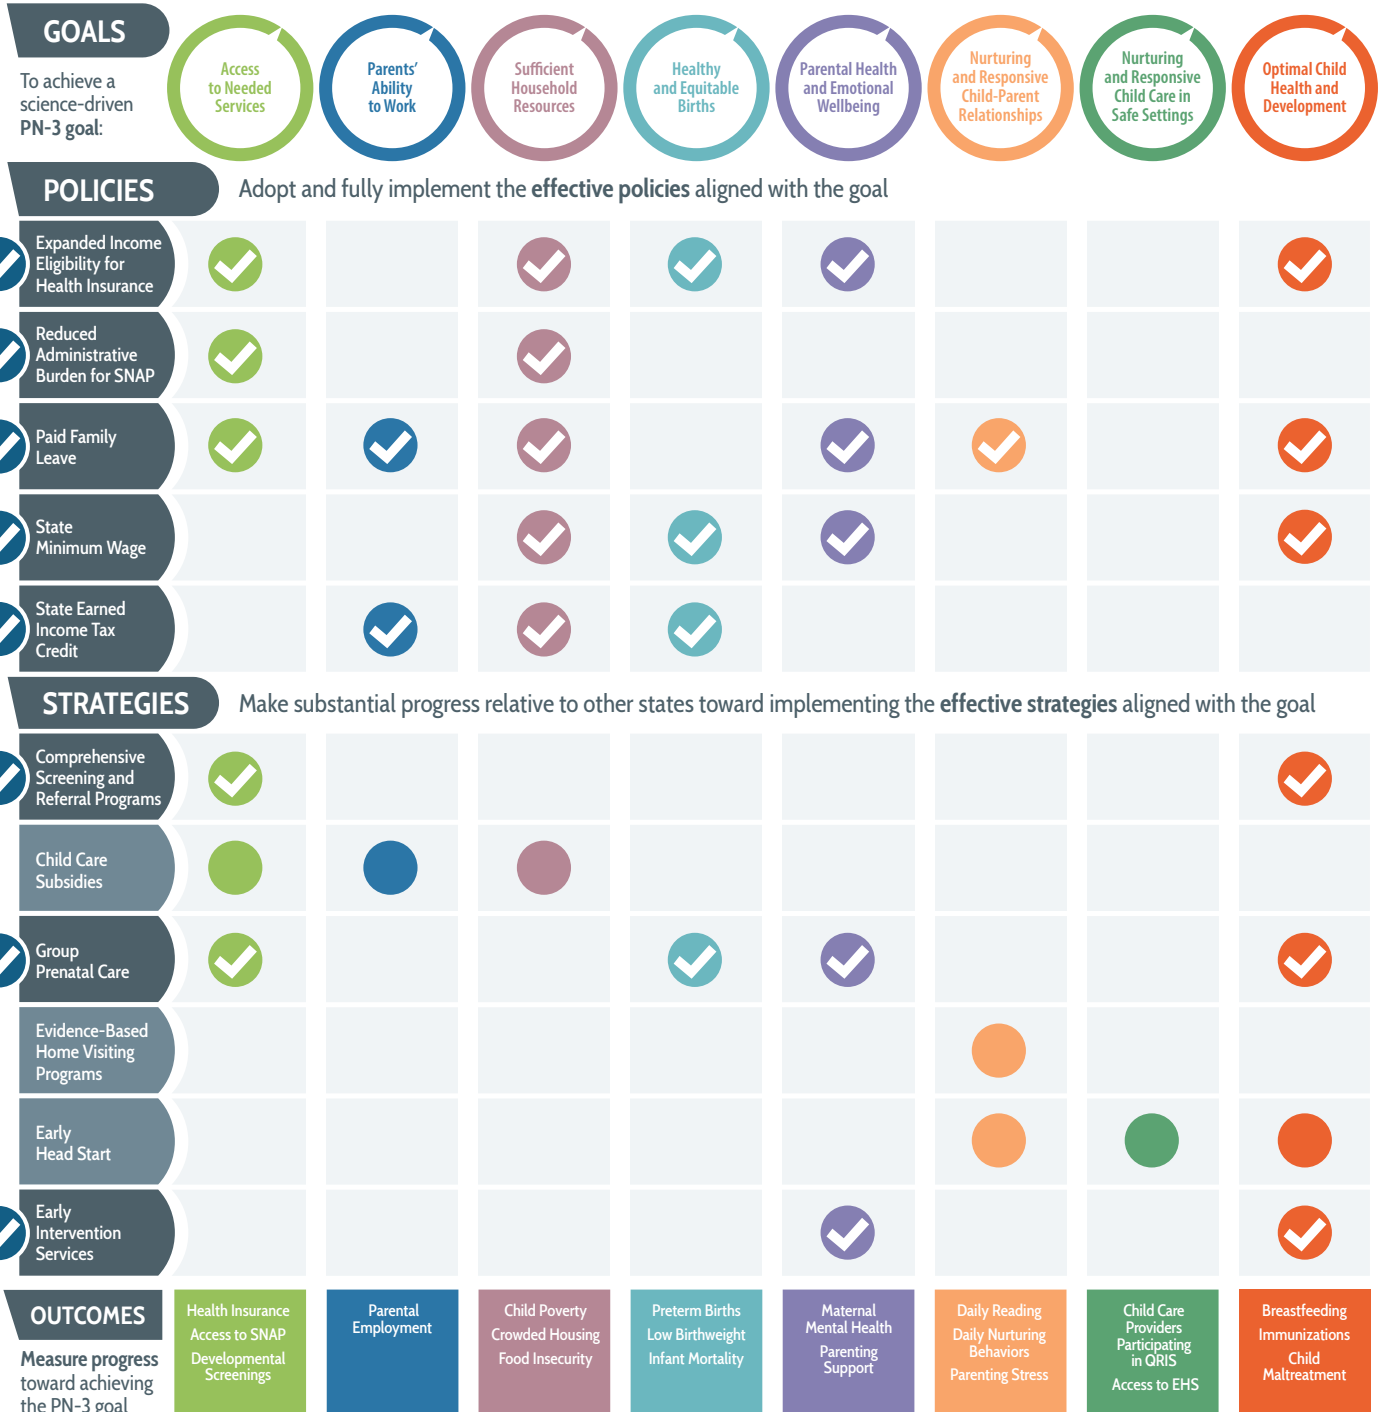 GOALS
To achieve a
science-driven
PN-3 goal:
Access
to Needed
Services
Parents'
Ability
to Work
Sufficient
Household
Resources
Healthy
and Equitable
Births
Parental Health
and Emotional
Wellbeing
Nurturing
and Responsive
Child-Parent
Relationships
Nurturing
and Responsive
Child Care in
Safe Settings
Optimal Child
Health and
Development
POLICIES
Adopt and fully implement the effective policies aligned with the goal
Expanded Income
Eligibility for
Health Insurance
Reduced
Administrative
Burden for SNAP
Paid Family
Leave
State
Minimum Wage
State Earned
Income Tax
Credit
STRATEGIES
Make substantial progress relative to other states toward implementing the effective strategies aligned with the goal
Comprehensive
Screening and
Referral Programs
Child Care
Subsidies
Group
Prenatal Care
Evidence-Based
Home Visiting
Programs
Early
Head Start
Early
Intervention
Services
OUTCOMES
Measure progress
toward achieving
the PN-3 goal
Health Insurance
Access to SNAP
Developmental
Screenings
Parental
Employment
Child Poverty
Crowded Housing
Food Insecurity
Preterm Births
Low Birthweight
Infant Mortality
Maternal
Mental Health
Parenting
Support
Daily Reading
Daily Nurturing
Behaviors
Parenting Stress
Child Care
Providers
Participating
in QRIS
Access to EHS
Breastfeeding
Immunizations
Child
Maltreatment